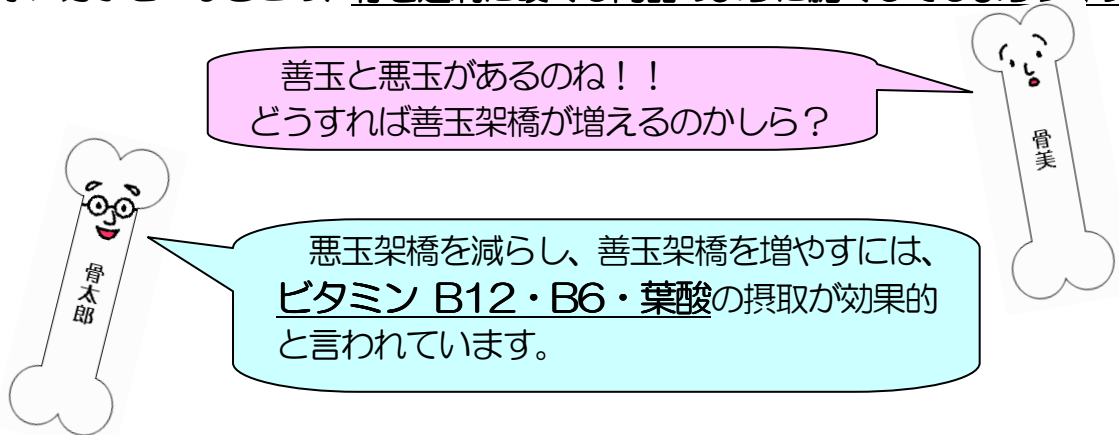 善玉と悪玉があるのね！！
どうすれば善玉架橋が増えるのかしら？
骨美
骨太郎
悪玉架橋を減らし、善玉架橋を増やすには、
ビタミン B12・B6・葉酸の摂取が効果的
と言われています。